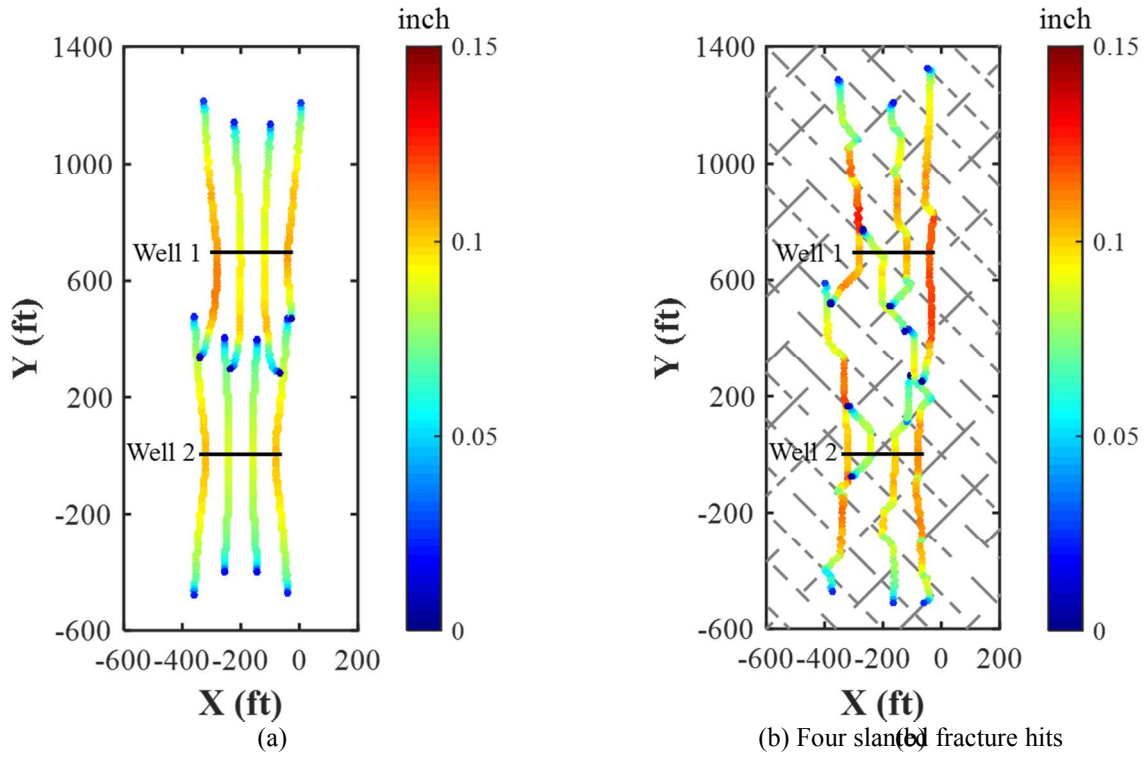 inch
inch
1400
0.15
1400
0.15
1000
1000
0.1
0.1
Well 1
Well 1
600
600
Y (ft)
Y (ft)
200
0.05
200
0.05
Well 2
Well 2
-200
-200
-600
0
-600
0
-600 -400 -200 0 200
-600 -400 -200 0 200
X (ft)
X (ft)
(a)
(b) Four slanted fracture hits
(b)